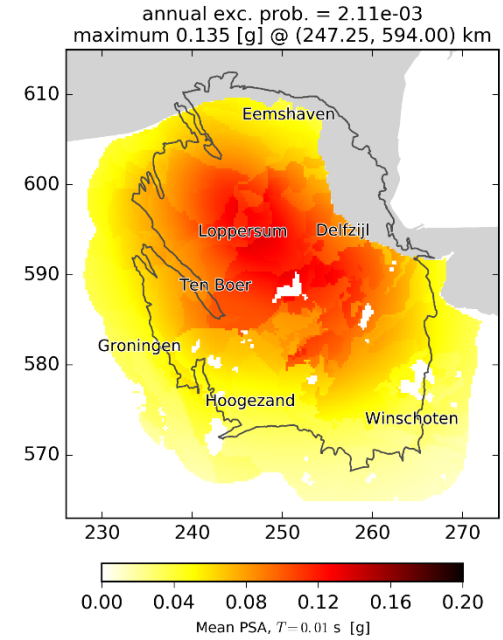 annual exc. prob. = 2.11e-03
maximum 0.135 [g] @ (247.25, 594.00) km
610
Eemshaven
600
Loppersum
Delfzijl
590
Ten Boer
Groningen
580
Hoogezand
Winschoten
570
230 240 250 260 270
0.00 0.04 0.08 0.12 0.16 0.20
Mean PSA, T=0.01 s [g]